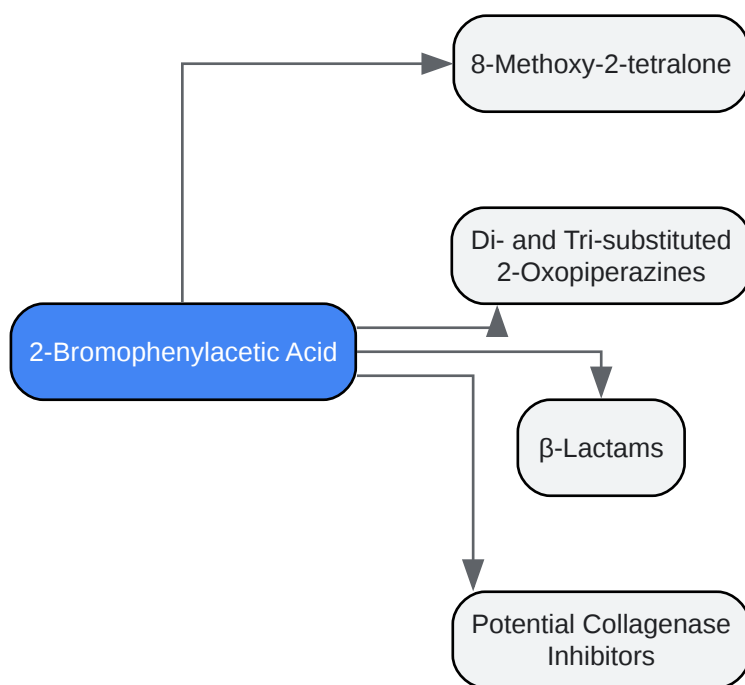 8-Methoxy-2-tetralone
Di- and Tri-substituted
2-Oxopiperazines
2-Bromophenylacetic Acid
β-Lactams
Potential Collagenase
Inhibitors